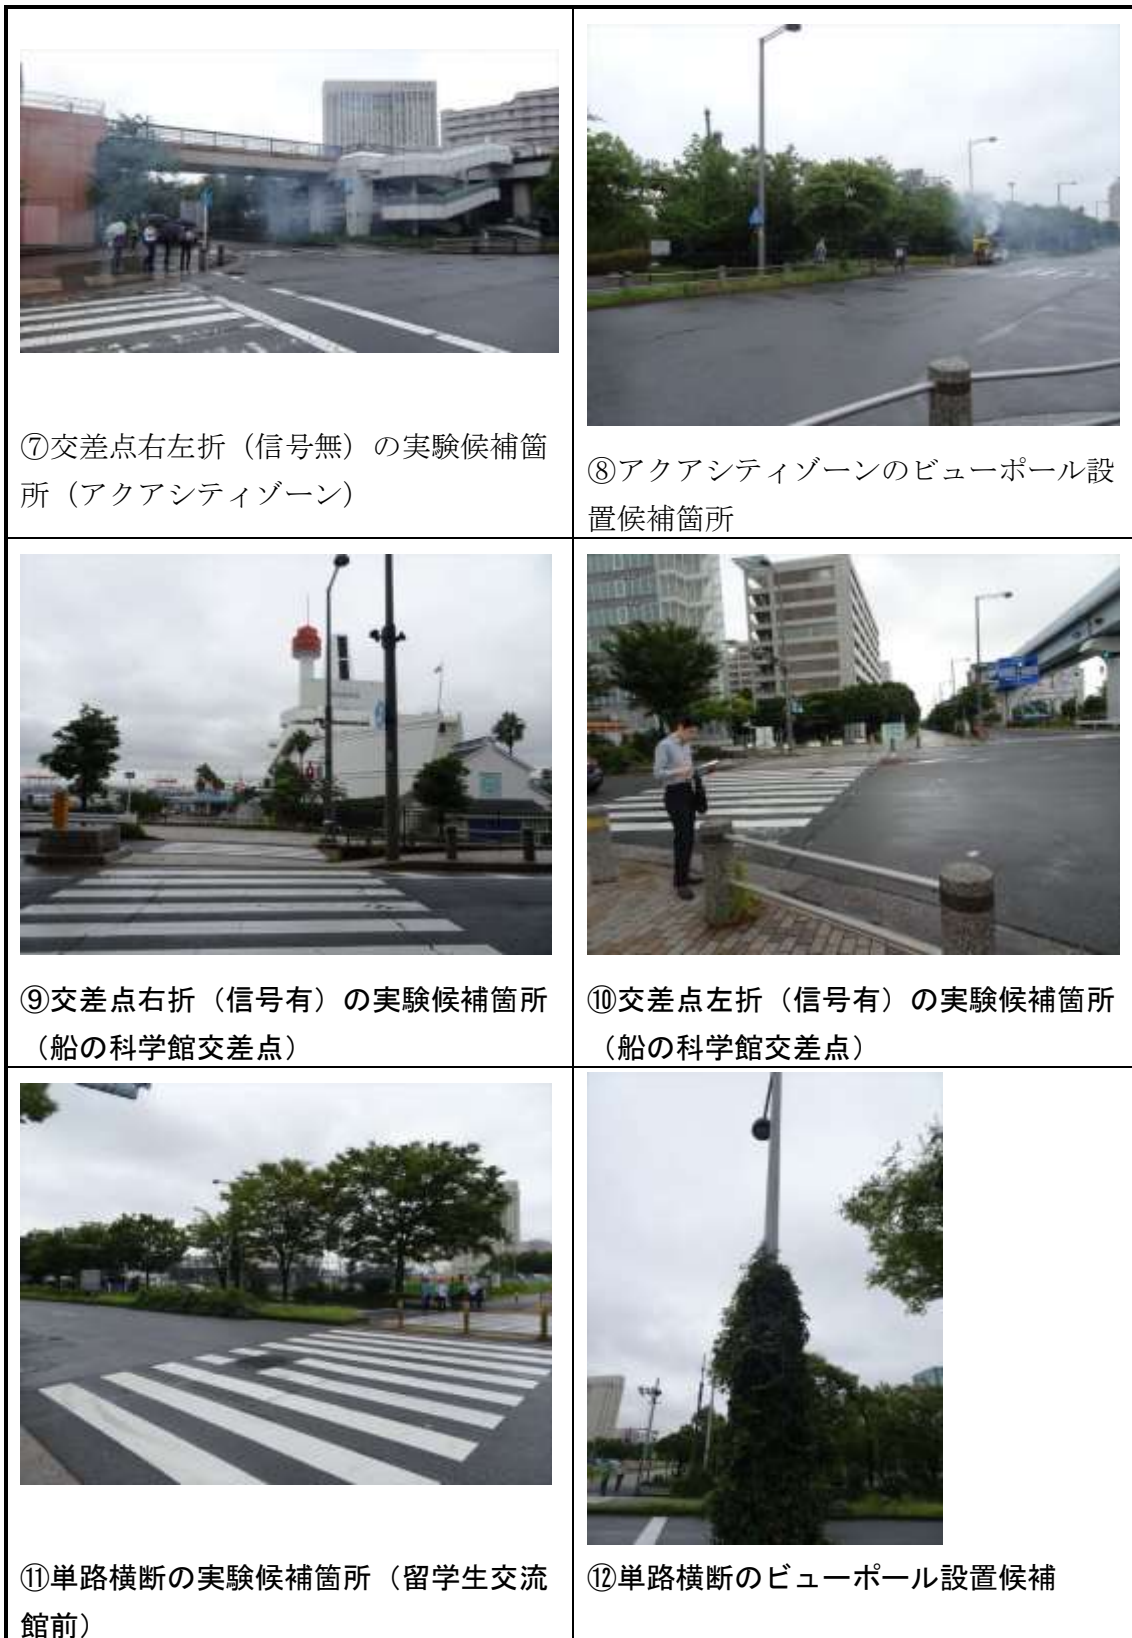 ⑦交差点右左折（信号無）の実験候補箇
所（アクアシティゾーン）
⑧アクアシティゾーンのビューポール設
置候補箇所
⑨交差点右折（信号有）の実験候補箇所
（船の科学館交差点）
⑩交差点左折（信号有）の実験候補箇所
（船の科学館交差点）
⑪単路横断の実験候補箇所（留学生交流
館前）
⑫単路横断のビューポール設置候補